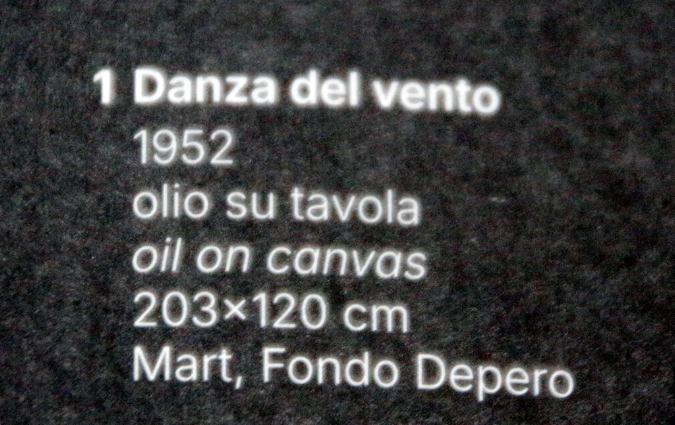 1 Danza del vento
1952
olio su tavola
oil on canvas
203×120 cm
Mart, Fondo Depero